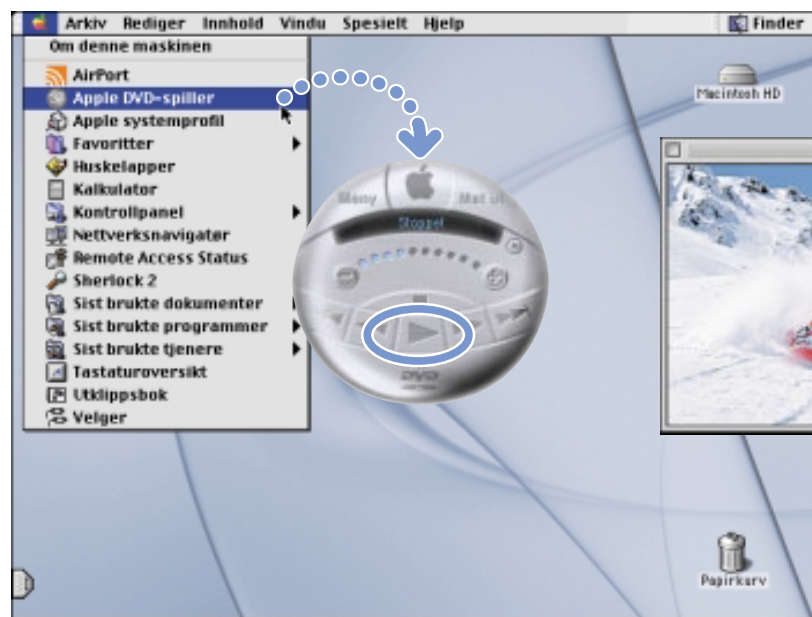 Arkiv Rediger Innhold Vindu Spesielt Hjelp Finder
Om denne maskinen
AirPort
Apple DVD-spiller
Apple systemprofil
Favoritter
Huskelapper
Kalkulator
Kontrollpanel
Nettverksnavigatør
Remote Access Status
Sherlock 2
Sist brukte dokumenter
Sist brukte programmer
Sist brukte tjenere
Tastaturoversikt
Utklippsbok
Velger
Macintosh HD
Meny
Mat ut
Stoppet
DVD
Papirkurv